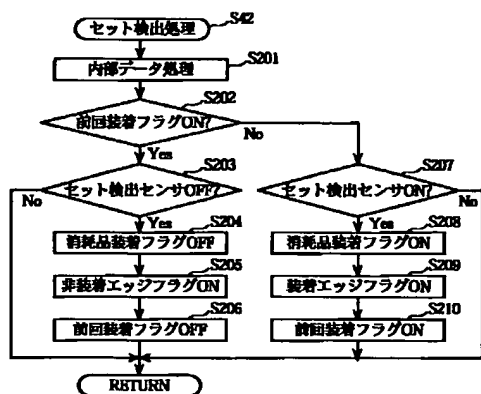 セット検出処理 S42
内部データ処理 S201
前回装着フラグON? S202
No
Yes
セット検出センサOFF? S203
No
Yes
消耗品装着フラグOFF S204
非装着エッジフラグON S205
前回装着フラグOFF S206
セット検出センサON? S207
No
Yes
消耗品装着フラグON S208
装着エッジフラグON S209
前回装着フラグON S210
RETURN